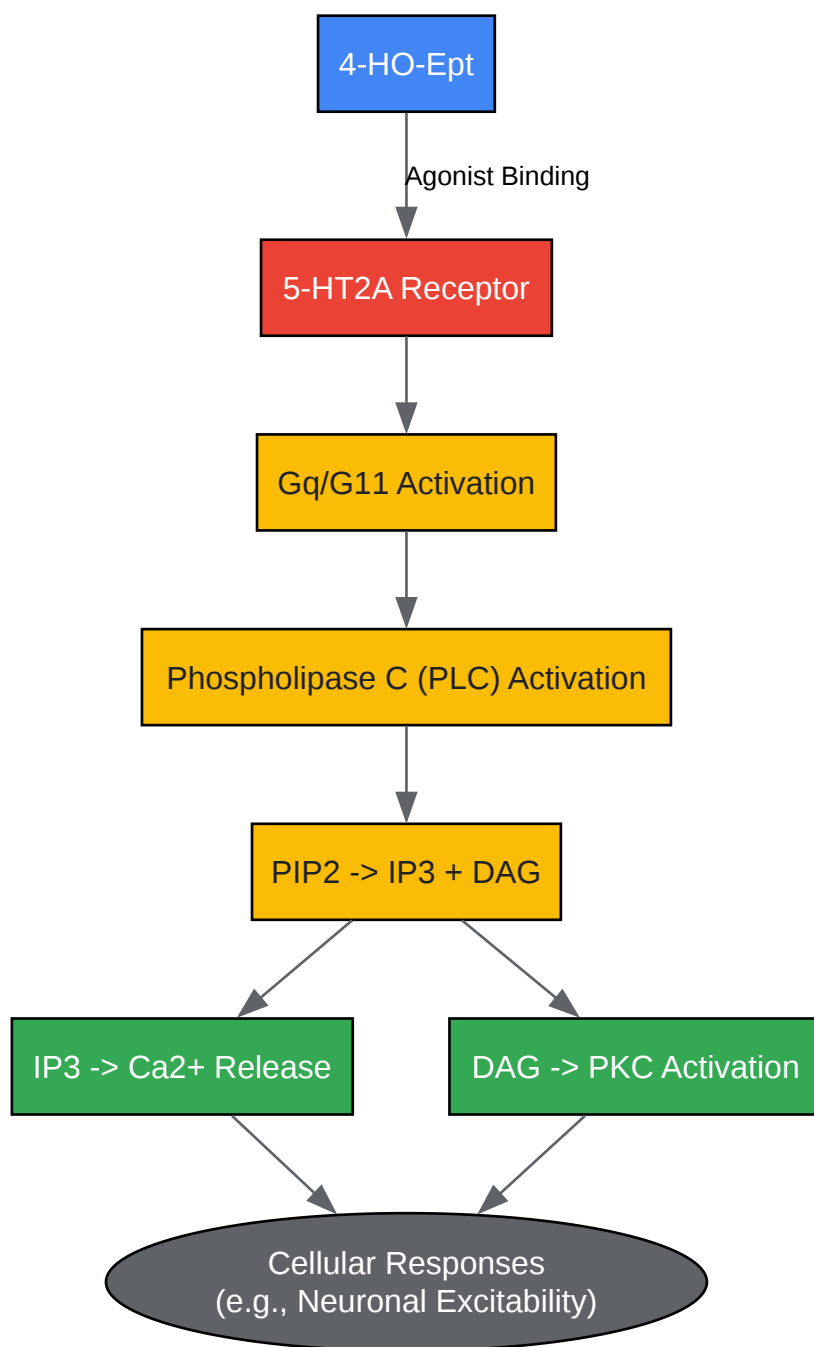 4-HO-Ept
Agonist Binding
5-HT2A Receptor
Gq/G11 Activation
Phospholipase C (PLC) Activation
PIP2 -> IP3 + DAG
IP3 -> Ca2+ Release
DAG -> PKC Activation
Cellular Responses
(e.g., Neuronal Excitability)